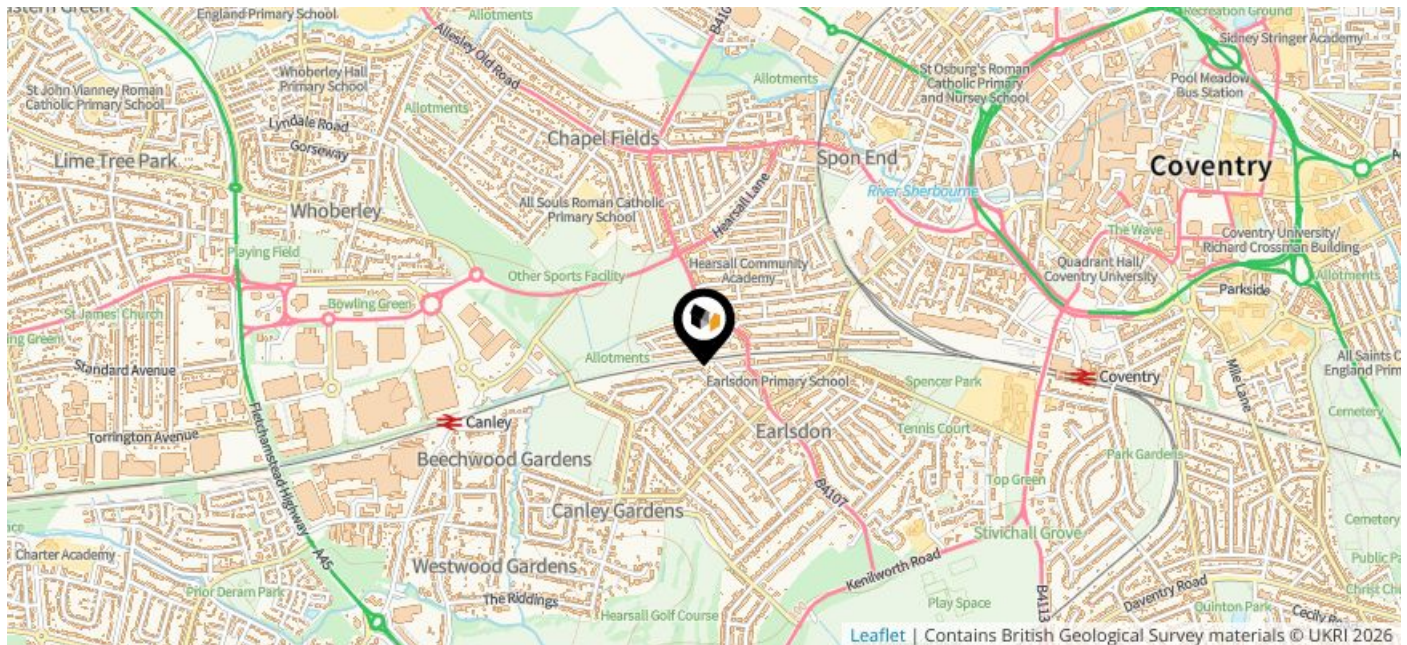 England Primary School
Allotments
Recreation Ground
Sidney Stringer Academy
Allesley Old Road
Whoberley Hall
Primary School
St John Vianney Roman
Catholic Primary School
Allotments
Allotments
St Osburg's Roman
Catholic Primary
and Nursey School
Pool Meadow
Bus Station
Lyndale Road
Gorseway
Chapel Fields
Lime Tree Park
Spon End
Coventry
River Sherbourne
All Souls Roman Catholic
Primary School
Hearsall Lane
Whoberley
The Wave
Coventry University/
Richard Crossman Building
Playing Field
Other Sports Facility
Hearsall Community
Academy
Quadrant Hall/
Coventry University
Allotments
Parkside
Bowling Green
St James' Church
Allotments
Standard Avenue
Earlsdon Primary School
Spencer Park
Coventry
Mile Lane
All Saints C
England Prim
Cemetery
Canley
Torrington Avenue
Fletchamstead Highway
Earlsdon
Tennis Court
Beechwood Gardens
Park Gardens
Top Green
B4107
Canley Gardens
Stivichall Grove
Cemetery
Charter Academy
A45
Westwood Gardens
Kenilworth Road
Public Pa
Prior Deram Park
The Riddings
Hearsall Golf Course
Play Space
B4113
Daventry Road
Quinton Park
Christ Chu
Cecily Road
Leaflet | Contains British Geological Survey materials © UKRI 2026